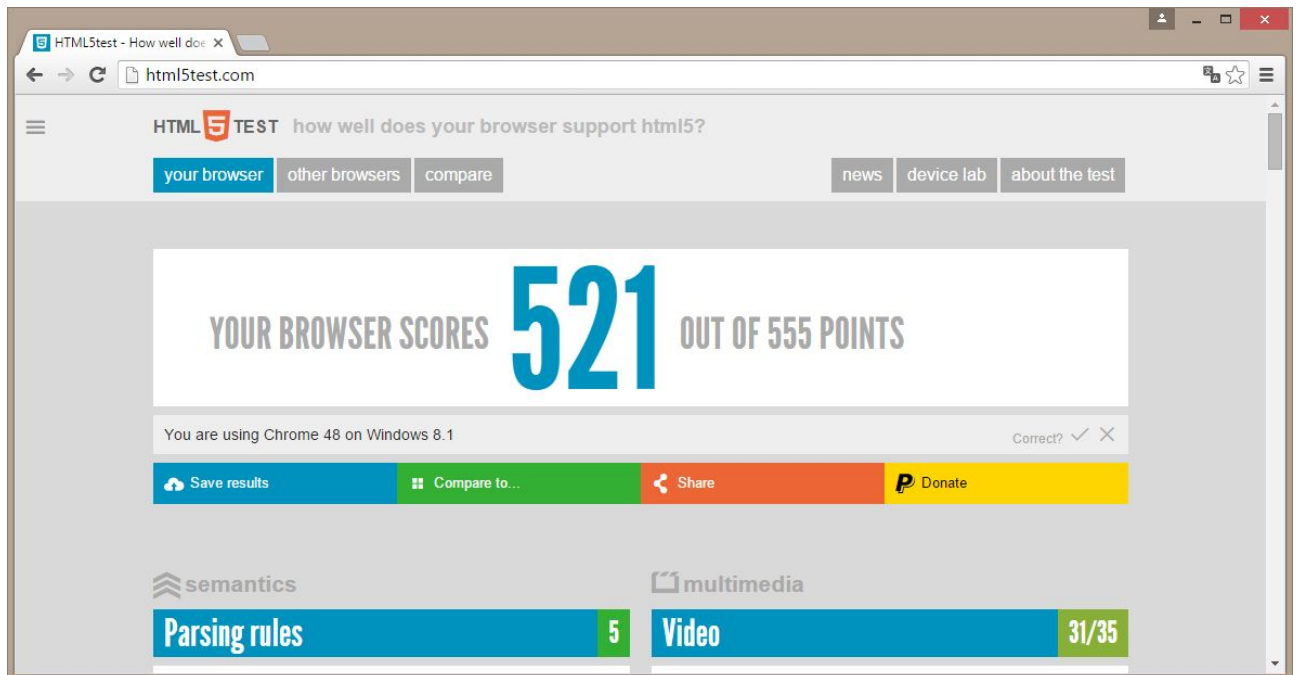 HTML5test - How well doe
html5test.com
HTML 5 TEST how well does your browser support html5?
your browser other browsers compare news device lab about the test
YOUR BROWSER SCORES 521 OUT OF 555 POINTS
You are using Chrome 48 on Windows 8.1 Correct?
Save results Compare to... Share Donate
semantics multimedia
Parsing rules 5 Video 31/35